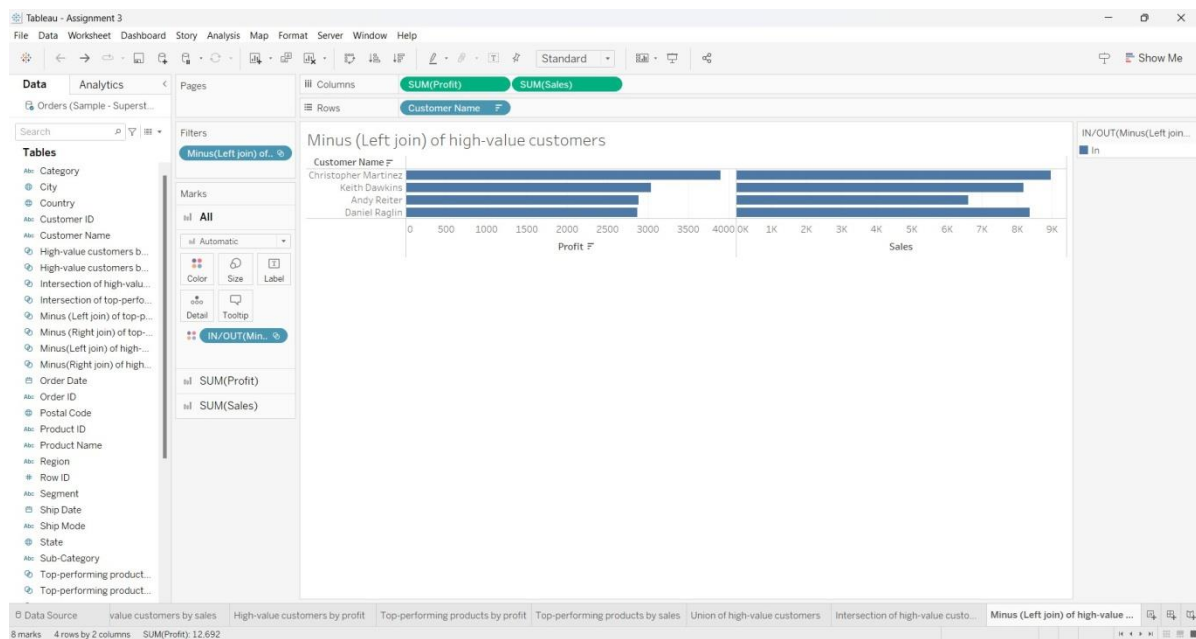 Tableau - Assignment 3
File Data Worksheet Dashboard Story Analysis Map Format Server Window Help
Standard
Show Me
Data Analytics
Orders (Sample - Superst...
Search
Tables
Abc Category
City
Country
Abc Customer ID
Abc Customer Name
High-value customers b...
High-value customers b...
Intersection of high-valu...
Intersection of top-perfo...
Minus (Left join) of top-p...
Minus (Right join) of top-...
Minus(Left join) of high-...
Minus(Right join) of high...
Order Date
Abc Order ID
Postal Code
Abc Product ID
Abc Product Name
Abc Region
# Row ID
Abc Segment
Ship Date
Abc Ship Mode
State
Abc Sub-Category
Top-performing product...
Top-performing product...
Pages
Filters
Minus(Left join) of..
Marks
All
Automatic
Color Size Label
Detail Tooltip
IN/OUT(Min..
SUM(Profit)
SUM(Sales)
Columns SUM(Profit) SUM(Sales)
Rows Customer Name
Minus (Left join) of high-value customers
Customer Name
Christopher Martinez
Keith Dawkins
Andy Reiter
Daniel Raglin
0 500 1000 1500 2000 2500 3000 3500 4000 0K 1K 2K 3K 4K 5K 6K 7K 8K 9K
Profit Sales
IN/OUT(Minus(Left join...
In
Data Source value customers by sales High-value customers by profit Top-performing products by profit Top-performing products by sales Union of high-value customers Intersection of high-value custo... Minus (Left join) of high-value ...
8 marks 4 rows by 2 columns SUM(Profit): 12,692